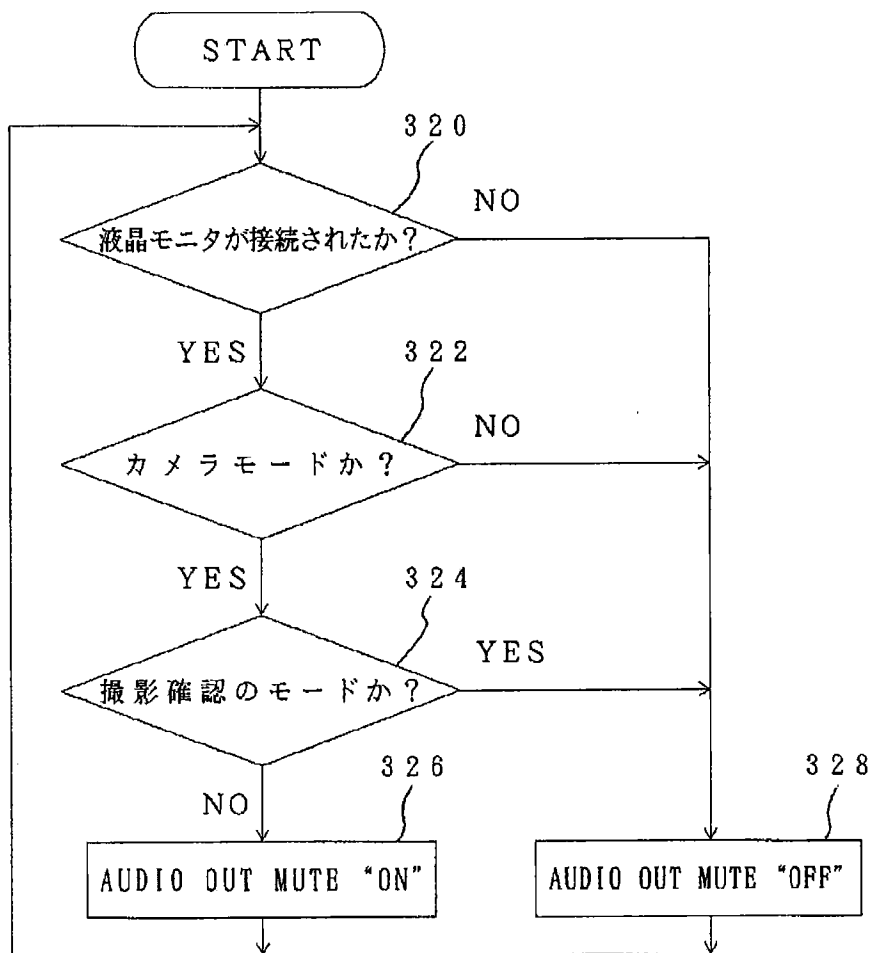 START
320
液晶モニタが接続されたか？
NO
YES
322
カメラモードか？
NO
YES
324
撮影確認のモードか？
YES
NO
326
AUDIO OUT MUTE “ON”
328
AUDIO OUT MUTE “OFF”